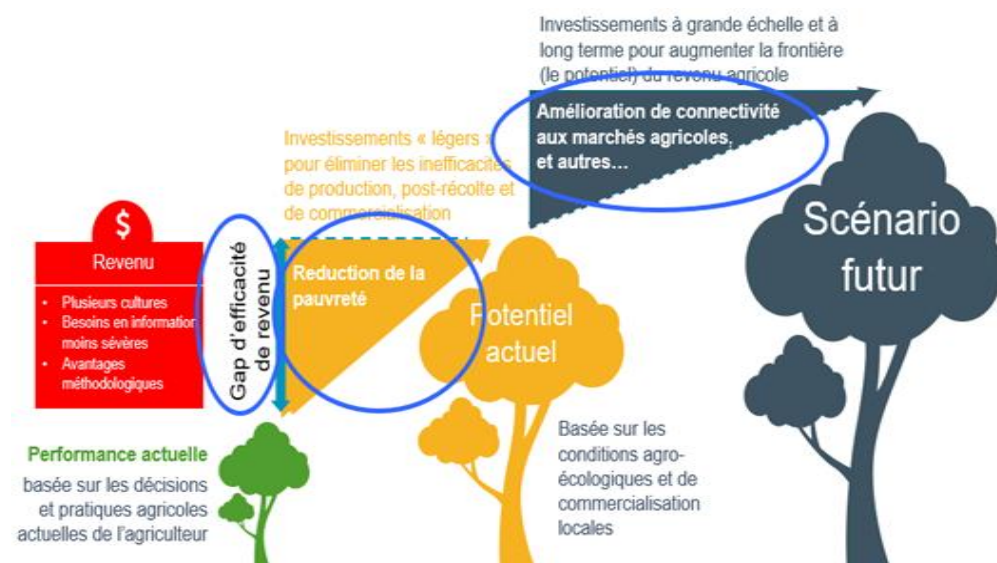 Investissements à grande échelle et à
long terme pour augmenter la frontière
(le potentiel) du revenu agricole
Amélioration de connectivité
aux marchés agricoles,
et autres…
Investissements « légers »
pour éliminer les inefficacités
de production, post-récolte et
de commercialisation
$
Revenu
• Plusieurs cultures
• Besoins en information
moins sévères
• Avantages
méthodologiques
Gap d'efficacité
de revenu
Reduction de la
pauvreté
Potentiel
actuel
Scénario
futur
Performance actuelle
basée sur les décisions
et pratiques agricoles
actuelles de l'agriculteur
Basée sur les
conditions agro-
écologiques et de
commercialisation
locales